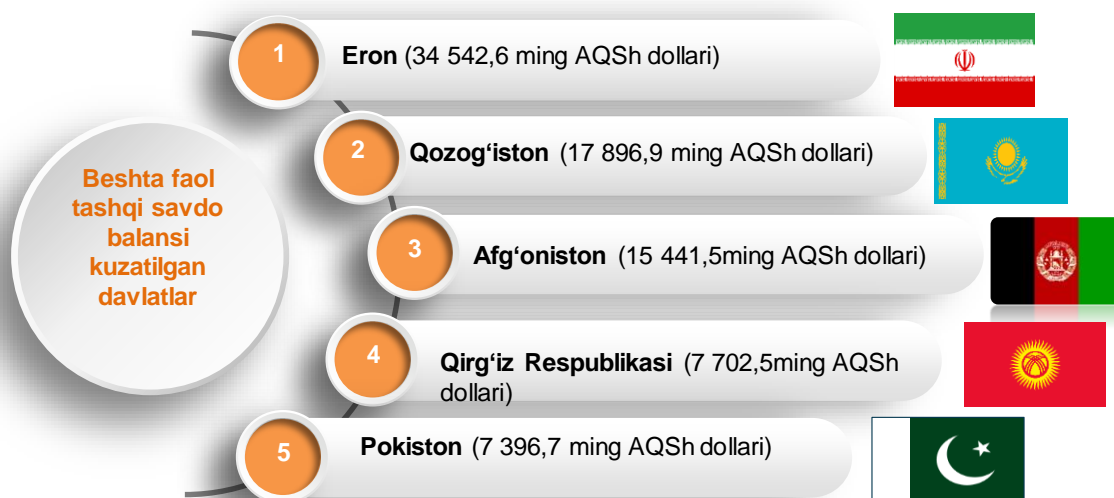 1
Eron (34 542,6 ming AQSh dollari)
2
Qozog‘iston (17 896,9 ming AQSh dollari)
Beshta faol
tashqi savdo
balansi
kuzatilgan
davlatlar
3
Afg‘oniston (15 441,5ming AQSh dollari)
4
Qirg‘iz Respublikasi (7 702,5ming AQSh
dollari)
5
Pokiston (7 396,7 ming AQSh dollari)